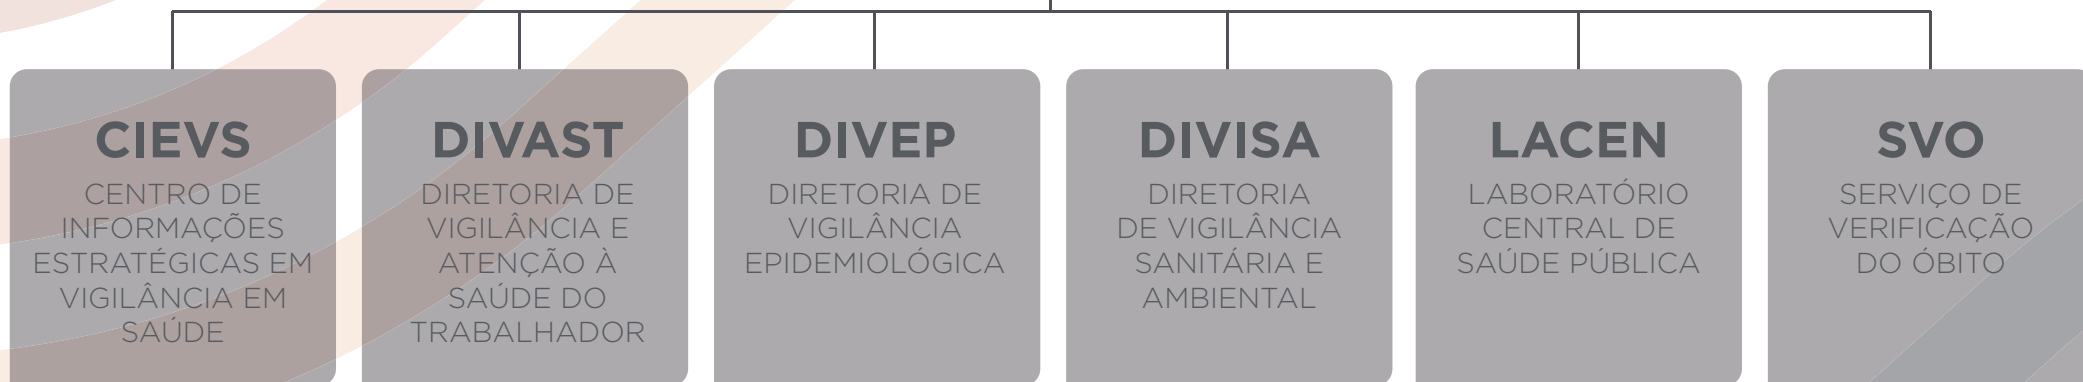 CIEVS
CENTRO DE
INFORMAÇÕES
ESTRATÉGICAS EM
VIGILÂNCIA EM
SAÚDE
DIVAST
DIRETORIA DE
VIGILÂNCIA E
ATENÇÃO À
SAÚDE DO
TRABALHADOR
DIVEP
DIRETORIA DE
VIGILÂNCIA
EPIDEMIOLÓGICA
DIVISA
DIRETORIA
DE VIGILÂNCIA
SANITÁRIA E
AMBIENTAL
LACEN
LABORATÓRIO
CENTRAL DE
SAÚDE PÚBLICA
SVO
SERVIÇO DE
VERIFICAÇÃO
DO ÓBITO